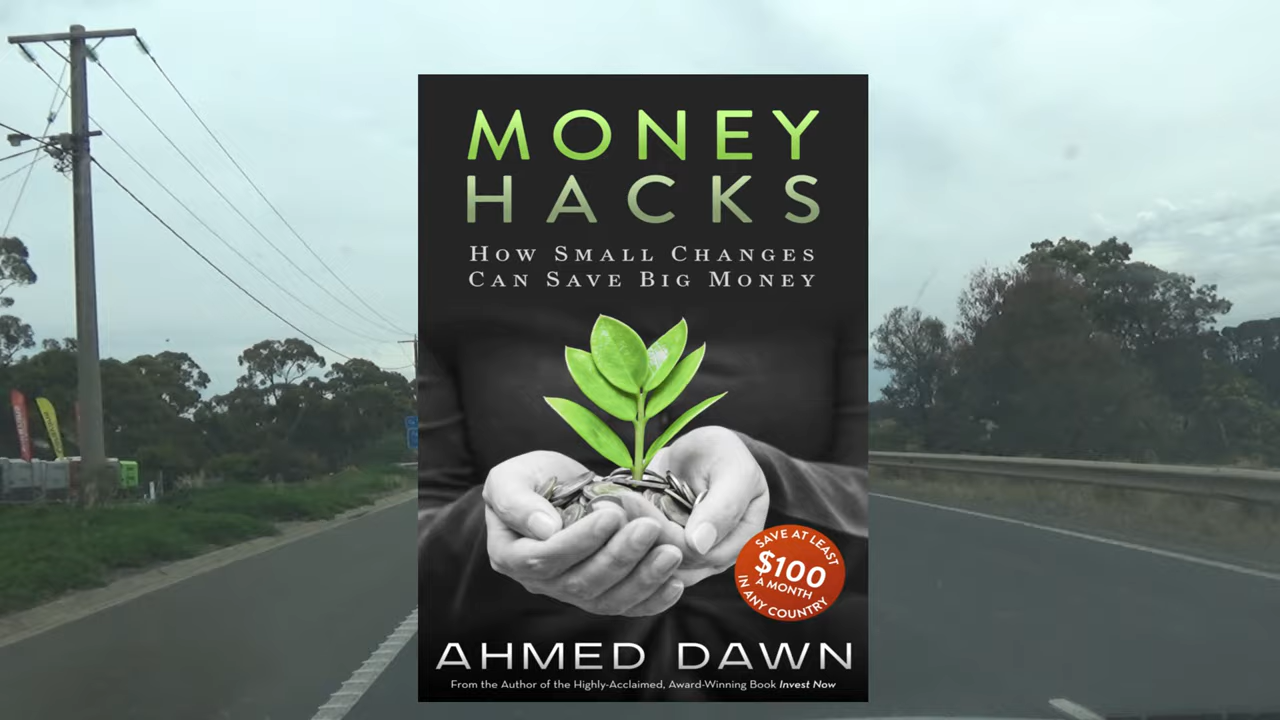 MONEY
HACKS
How Small Changes
Can Save Big Money
SAVE AT LEAST
$100
A MONTH
IN ANY COUNTRY
AHMED DAWN
From the Author of the Highly-Acclaimed, Award-Winning Book Invest Now